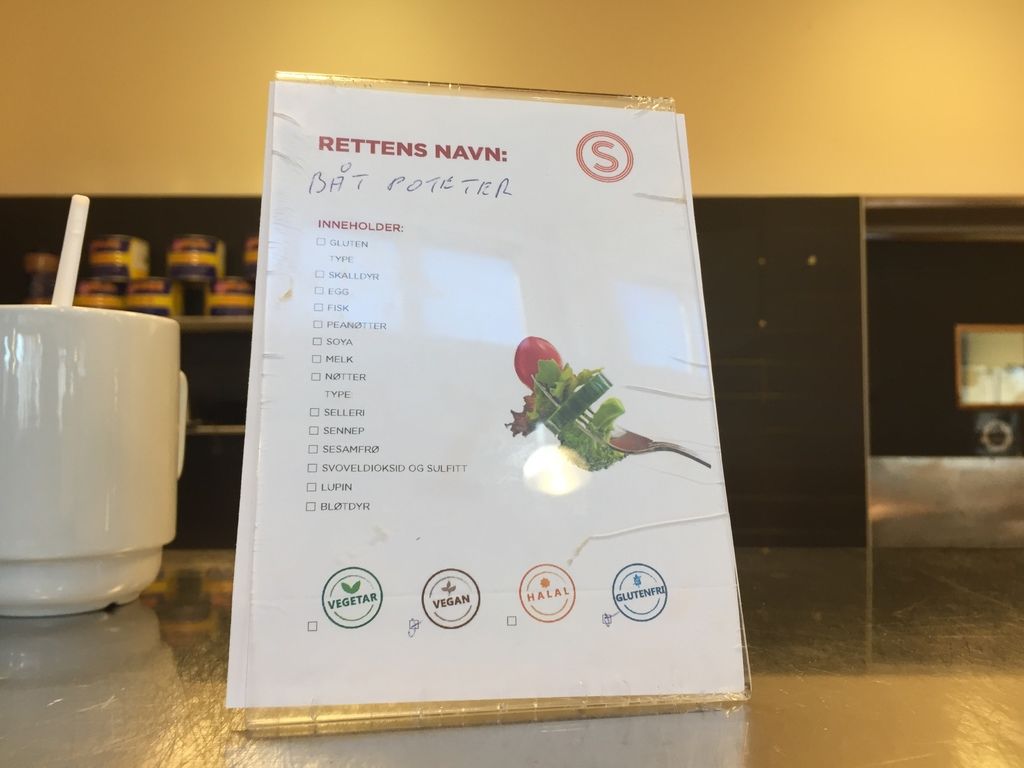 RETTENS NAVN:
S
BÅT POTETER
INNEHOLDER:
☐ GLUTEN
TYPE
☐ SKALLDYR
☐ EGG
☐ FISK
☐ PEANØTTER
☐ SOYA
☐ MELK
☐ NØTTER
TYPE:
☐ SELLERI
☐ SENNEP
☐ SESAMFRØ
☐ SVOVELDIOKSID OG SULFITT
☐ LUPIN
☐ BLØTDYR
VEGETAR VEGAN HALAL GLUTENFRI